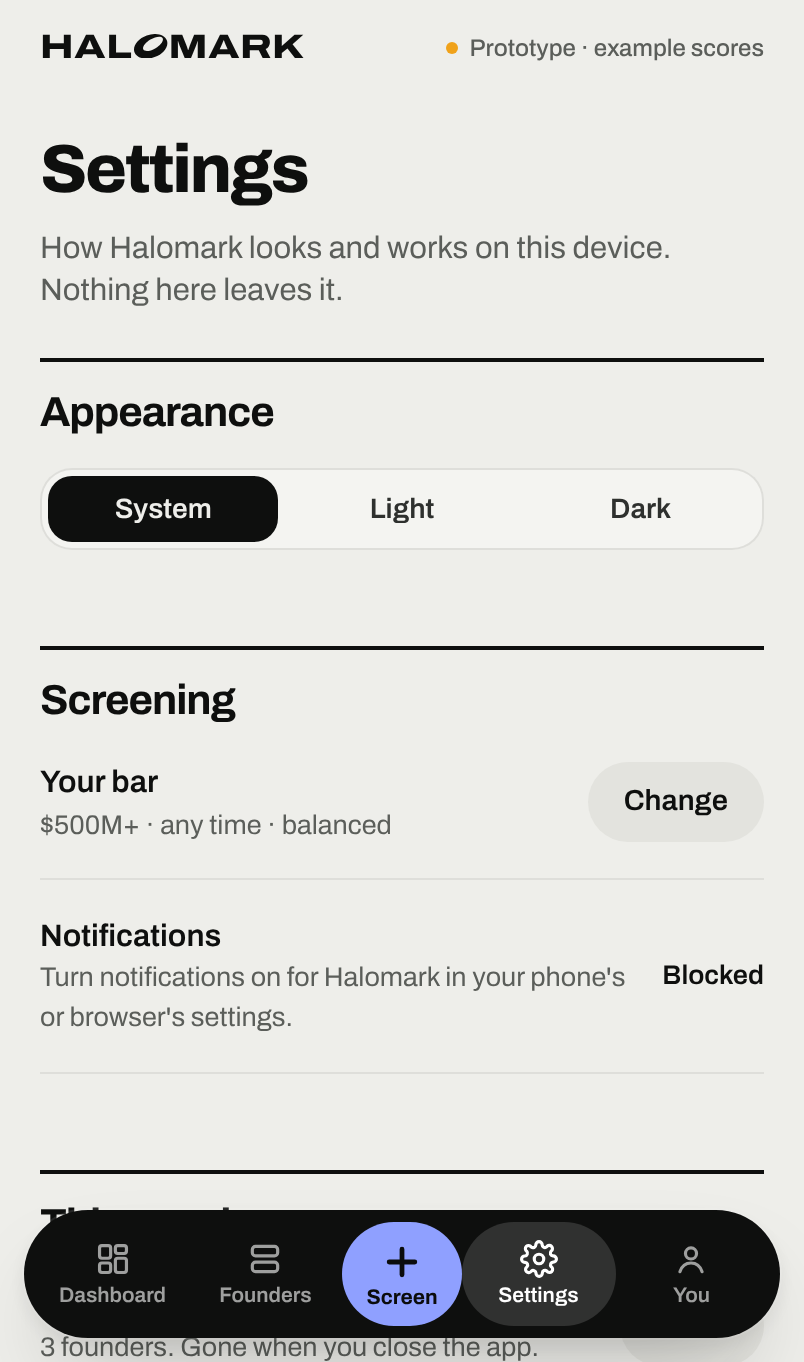 HALOMARK
Prototype · example scores
Settings
How Halomark looks and works on this device.
Nothing here leaves it.
Appearance
System Light Dark
Screening
Your bar
$500M+ · any time · balanced
Change
Notifications
Turn notifications on for Halomark in your phone's
or browser's settings.
Blocked
3 founders. Gone when you close the app.
Dashboard Founders Screen Settings You